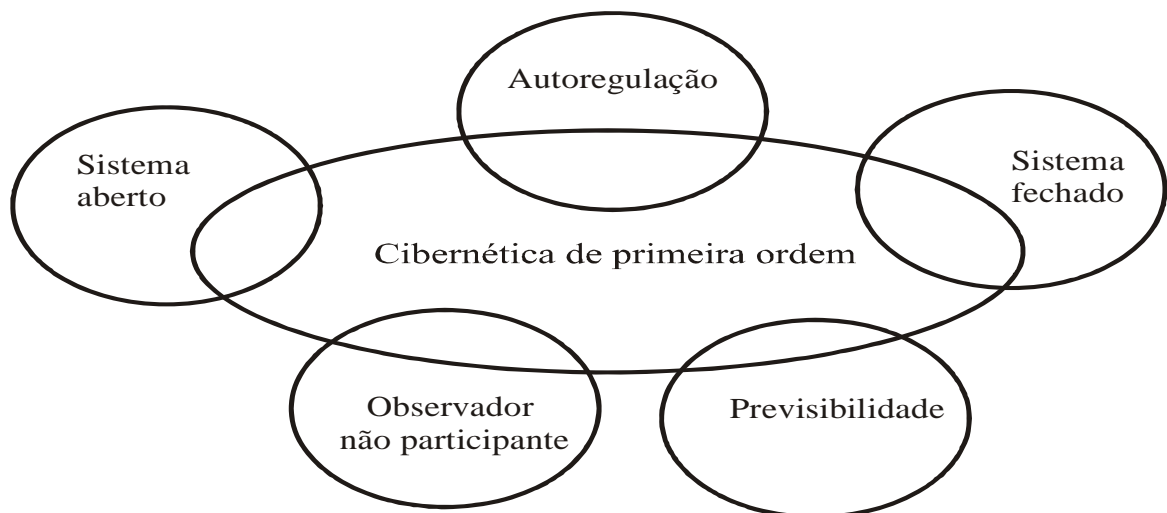 Autoregulação
Sistema
aberto
Sistema
fechado
Cibernética de primeira ordem
Observador
não participante
Previsibilidade